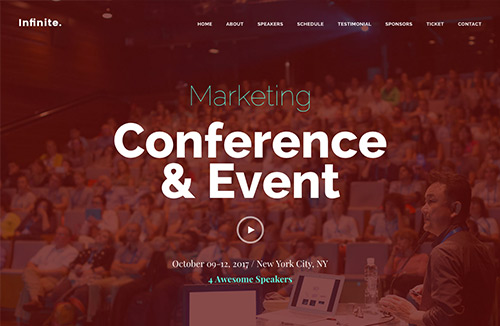 Infinite.
HOME ABOUT SPEAKERS SCHEDULE TESTIMONIAL SPONSORS TICKET CONTACT
Marketing
Conference
& Event
October 09-12, 2017 / New York City, NY
4 Awesome Speakers